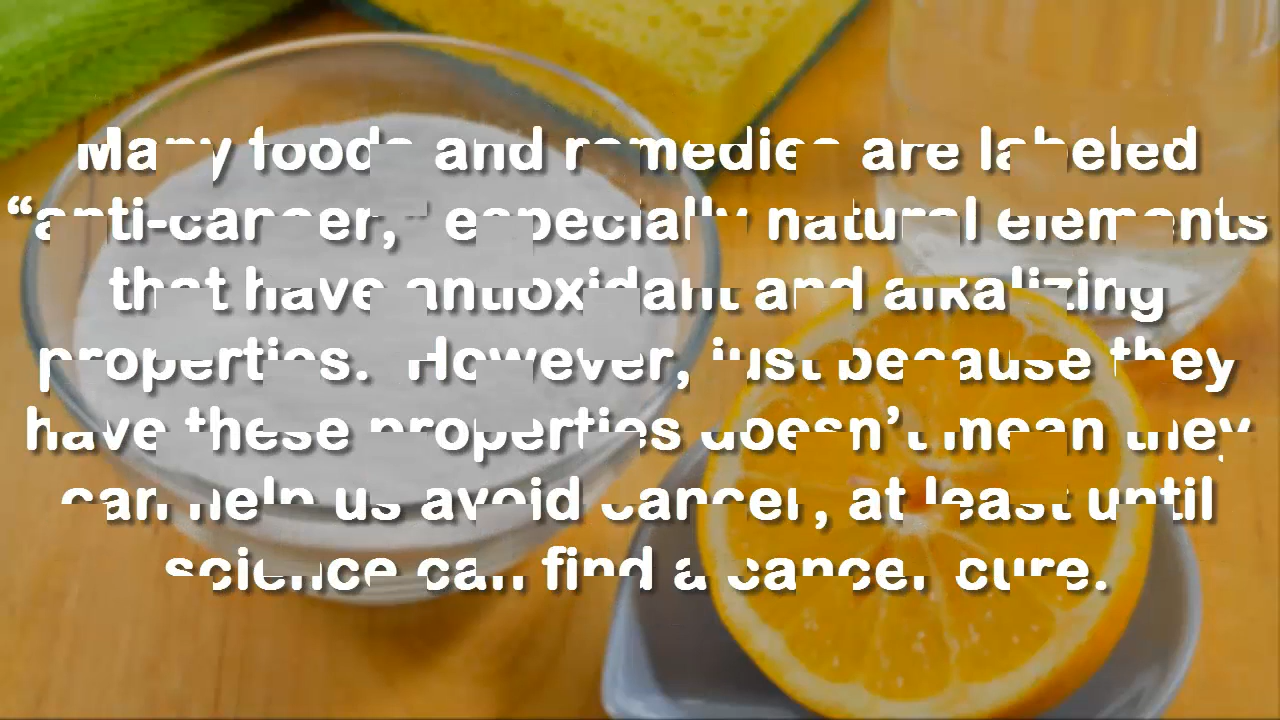 Many foods and remedies are labeled
“anti-cancer,” especially natural elements
that have antioxidant and alkalizing
properties. However, just because they
have these properties doesn’t mean they
can help us avoid cancer, at least until
science can find a cancer cure.